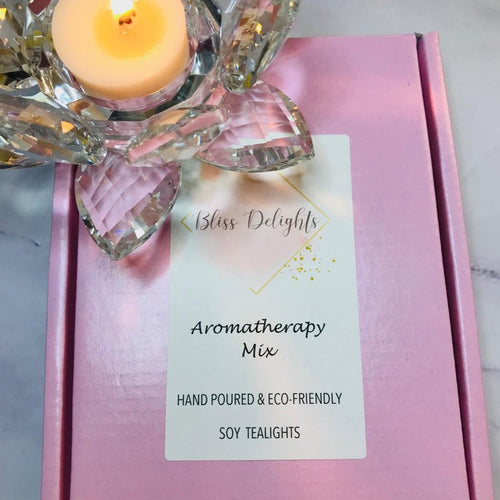 Bliss Delights
Aromatherapy
Mix
HAND POURED & ECO-FRIENDLY
SOY TEALIGHTS